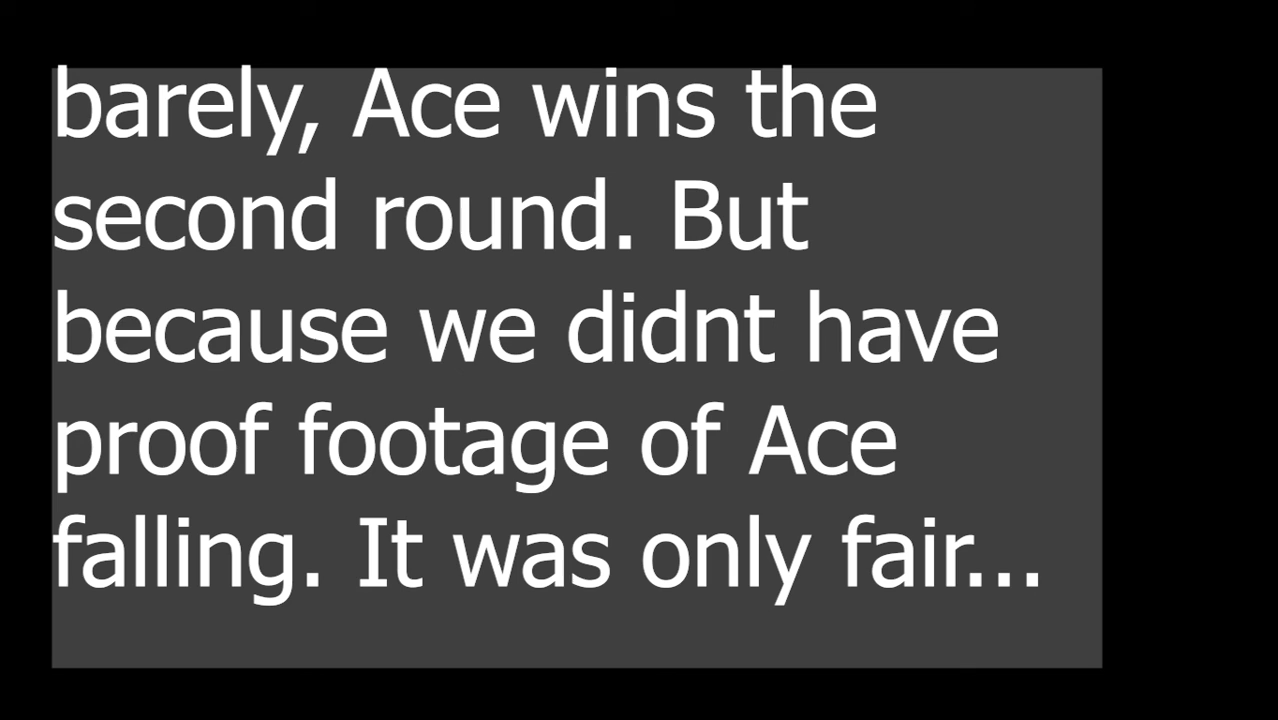 barely, Ace wins the
second round. But
because we didnt have
proof footage of Ace
falling. It was only fair...